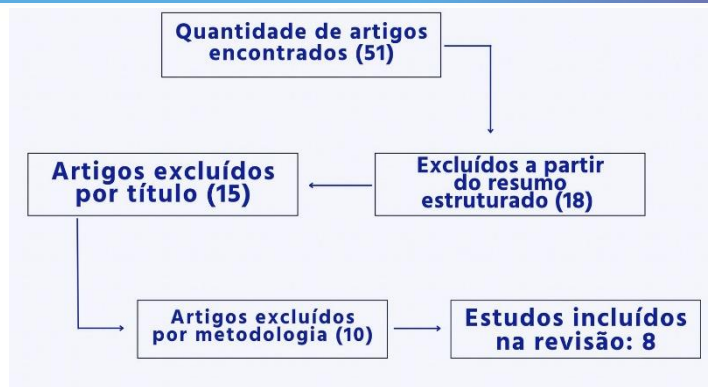 Quantidade de artigos
encontrados (51)
Excluídos a partir
do resumo
estruturado (18)
Artigos excluídos
por título (15)
Artigos excluídos
por metodologia (10)
Estudos incluídos
na revisão: 8